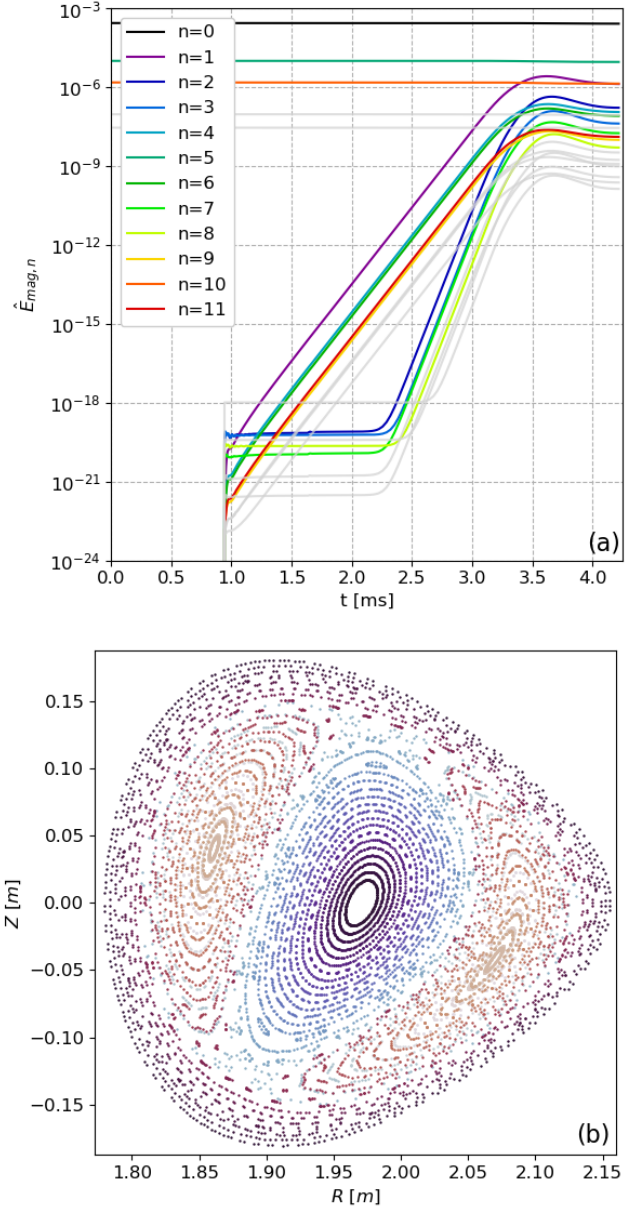 10⁻³
10⁻⁶
10⁻⁹
10⁻¹²
10⁻¹⁵
10⁻¹⁸
10⁻²¹
10⁻²⁴
Ê_{mag,n}
n=0
n=1
n=2
n=3
n=4
n=5
n=6
n=7
n=8
n=9
n=10
n=11
(a)
0.0 0.5 1.0 1.5 2.0 2.5 3.0 3.5 4.0
t [ms]
0.15
0.10
0.05
0.00
−0.05
−0.10
−0.15
Z [m]
(b)
1.80 1.85 1.90 1.95 2.00 2.05 2.10 2.15
R [m]